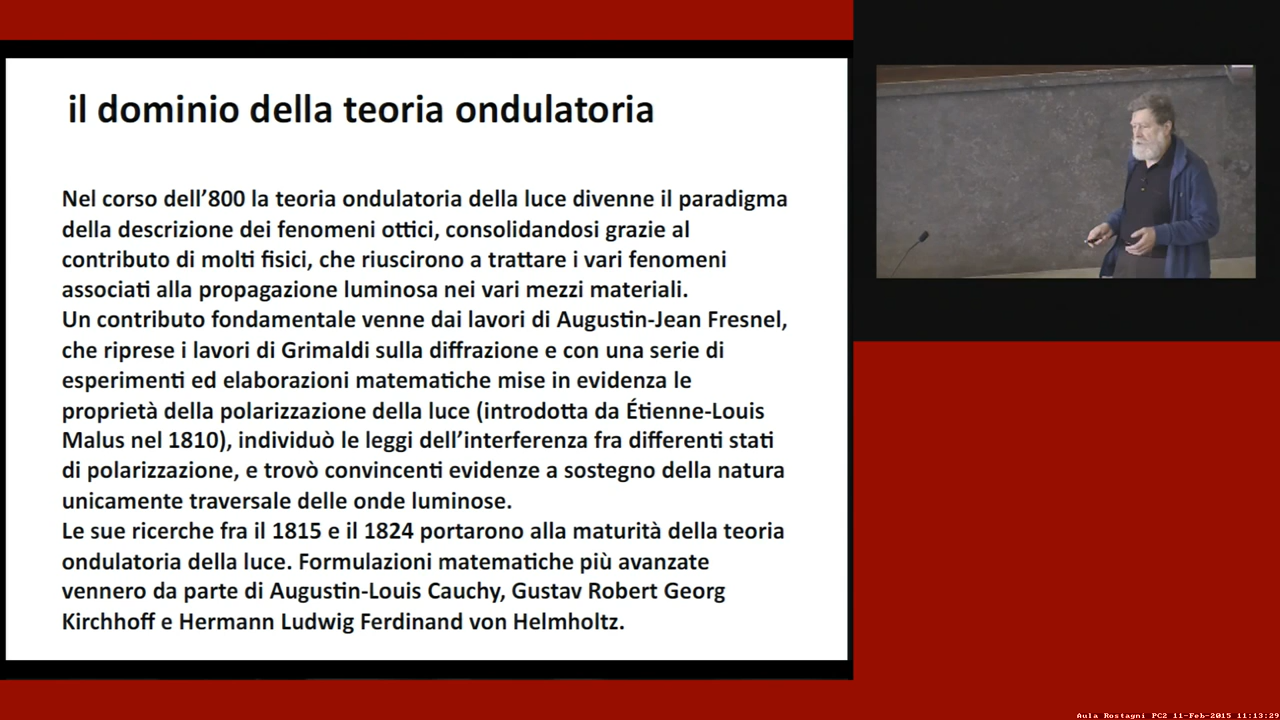 il dominio della teoria ondulatoria
Nel corso dell’800 la teoria ondulatoria della luce divenne il paradigma
della descrizione dei fenomeni ottici, consolidandosi grazie al
contributo di molti fisici, che riuscirono a trattare i vari fenomeni
associati alla propagazione luminosa nei vari mezzi materiali.
Un contributo fondamentale venne dai lavori di Augustin-Jean Fresnel,
che riprese i lavori di Grimaldi sulla diffrazione e con una serie di
esperimenti ed elaborazioni matematiche mise in evidenza le
proprietà della polarizzazione della luce (introdotta da Étienne-Louis
Malus nel 1810), individuò le leggi dell’interferenza fra differenti stati
di polarizzazione, e trovò convincenti evidenze a sostegno della natura
unicamente traversale delle onde luminose.
Le sue ricerche fra il 1815 e il 1824 portarono alla maturità della teoria
ondulatoria della luce. Formulazioni matematiche più avanzate
vennero da parte di Augustin-Louis Cauchy, Gustav Robert Georg
Kirchhoff e Hermann Ludwig Ferdinand von Helmholtz.
Aula Rostagni PC2 11-Feb-2015 11:13:29